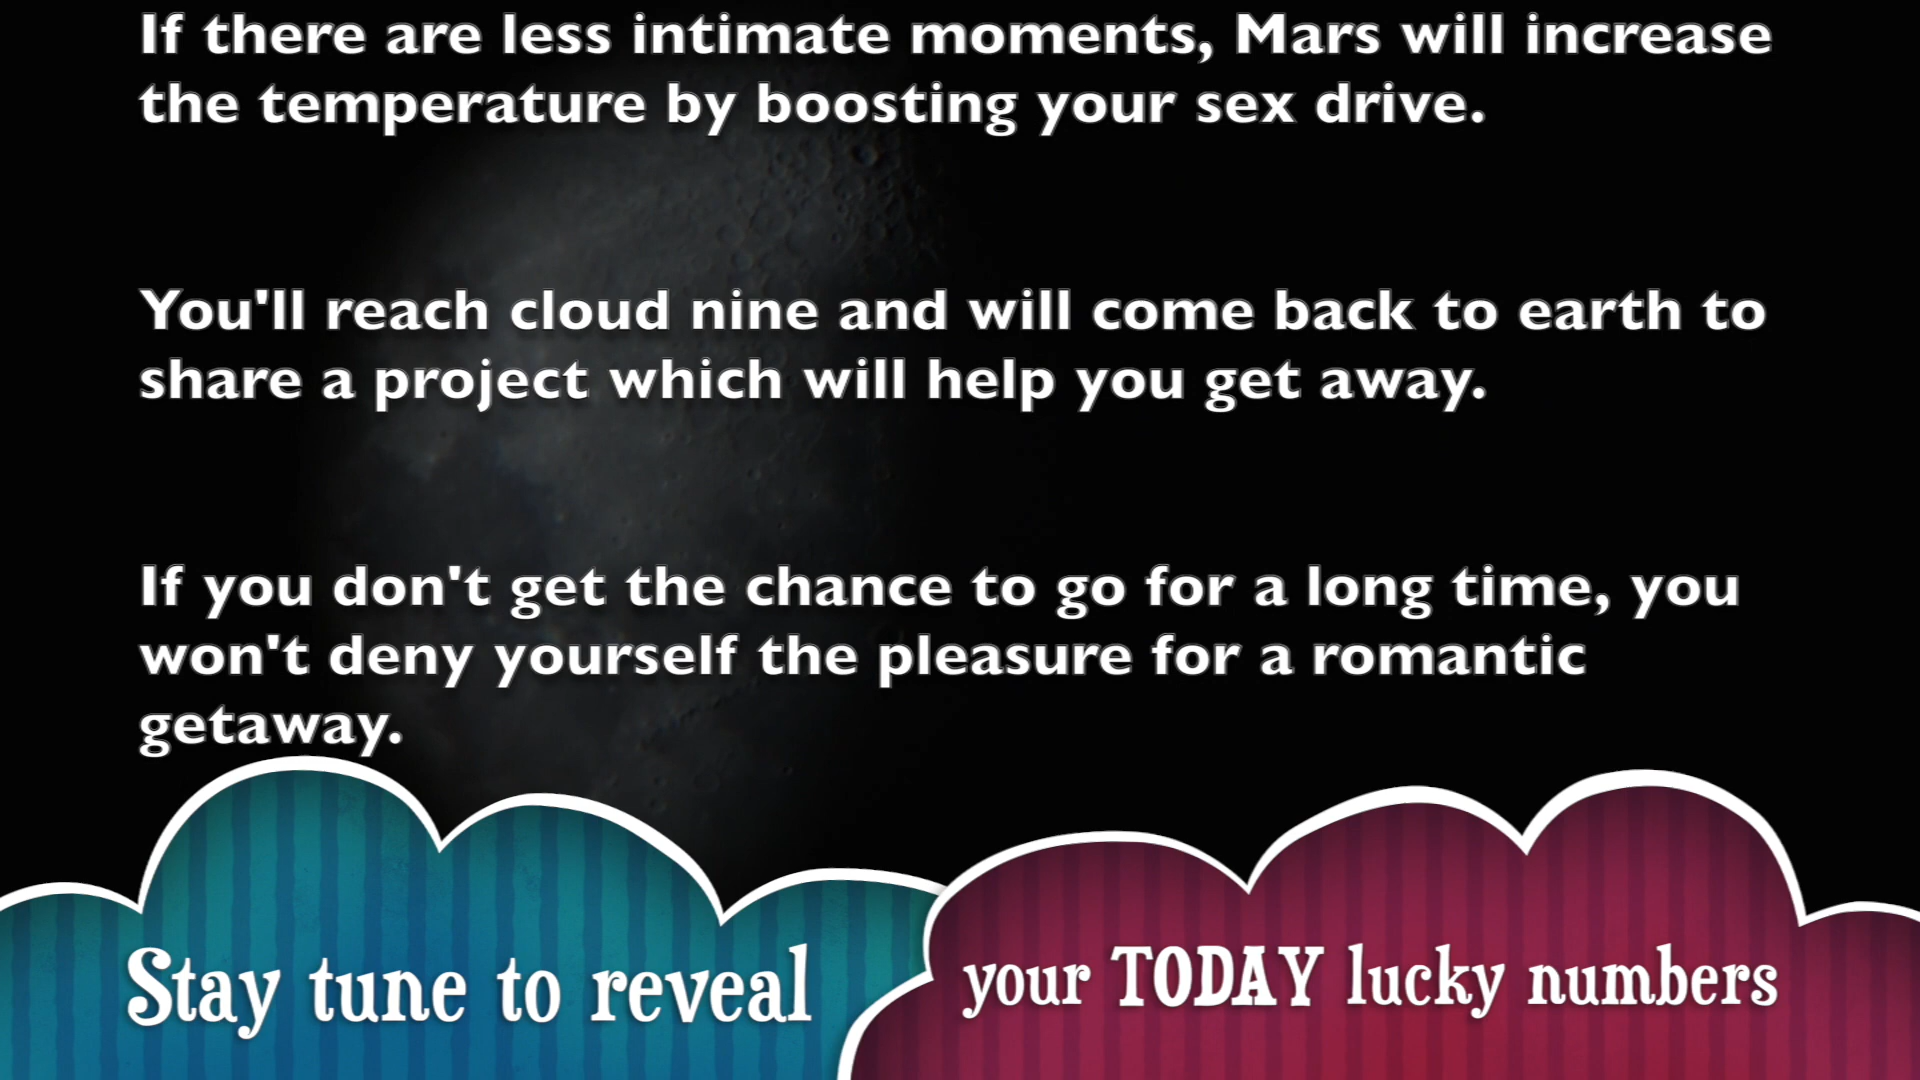 If there are less intimate moments, Mars will increase
the temperature by boosting your sex drive.
You'll reach cloud nine and will come back to earth to
share a project which will help you get away.
If you don't get the chance to go for a long time, you
won't deny yourself the pleasure for a romantic
getaway.
Stay tune to reveal
your TODAY lucky numbers